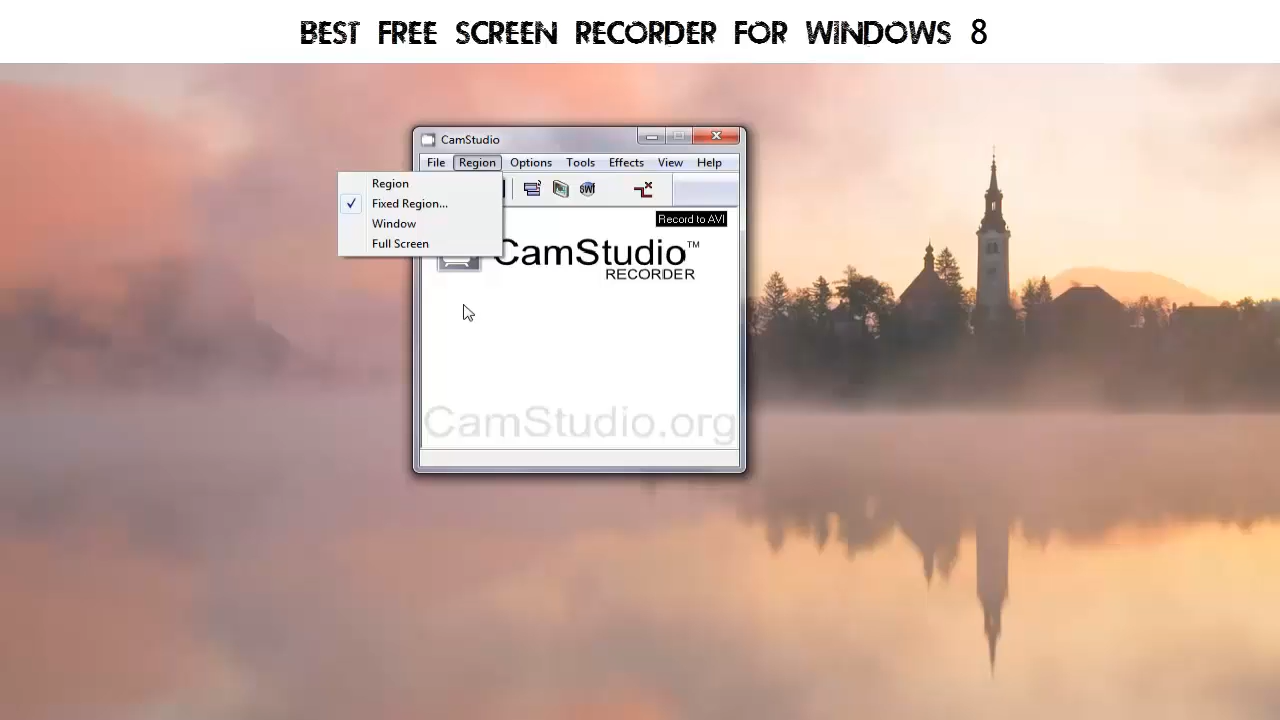 BEST FREE SCREEN RECORDER FOR WINDOWS 8
CamStudio
File Region Options Tools Effects View Help
Region
Fixed Region...
Window
Full Screen
SWF
Record to AVI
CamStudio™
RECORDER
CamStudio.org